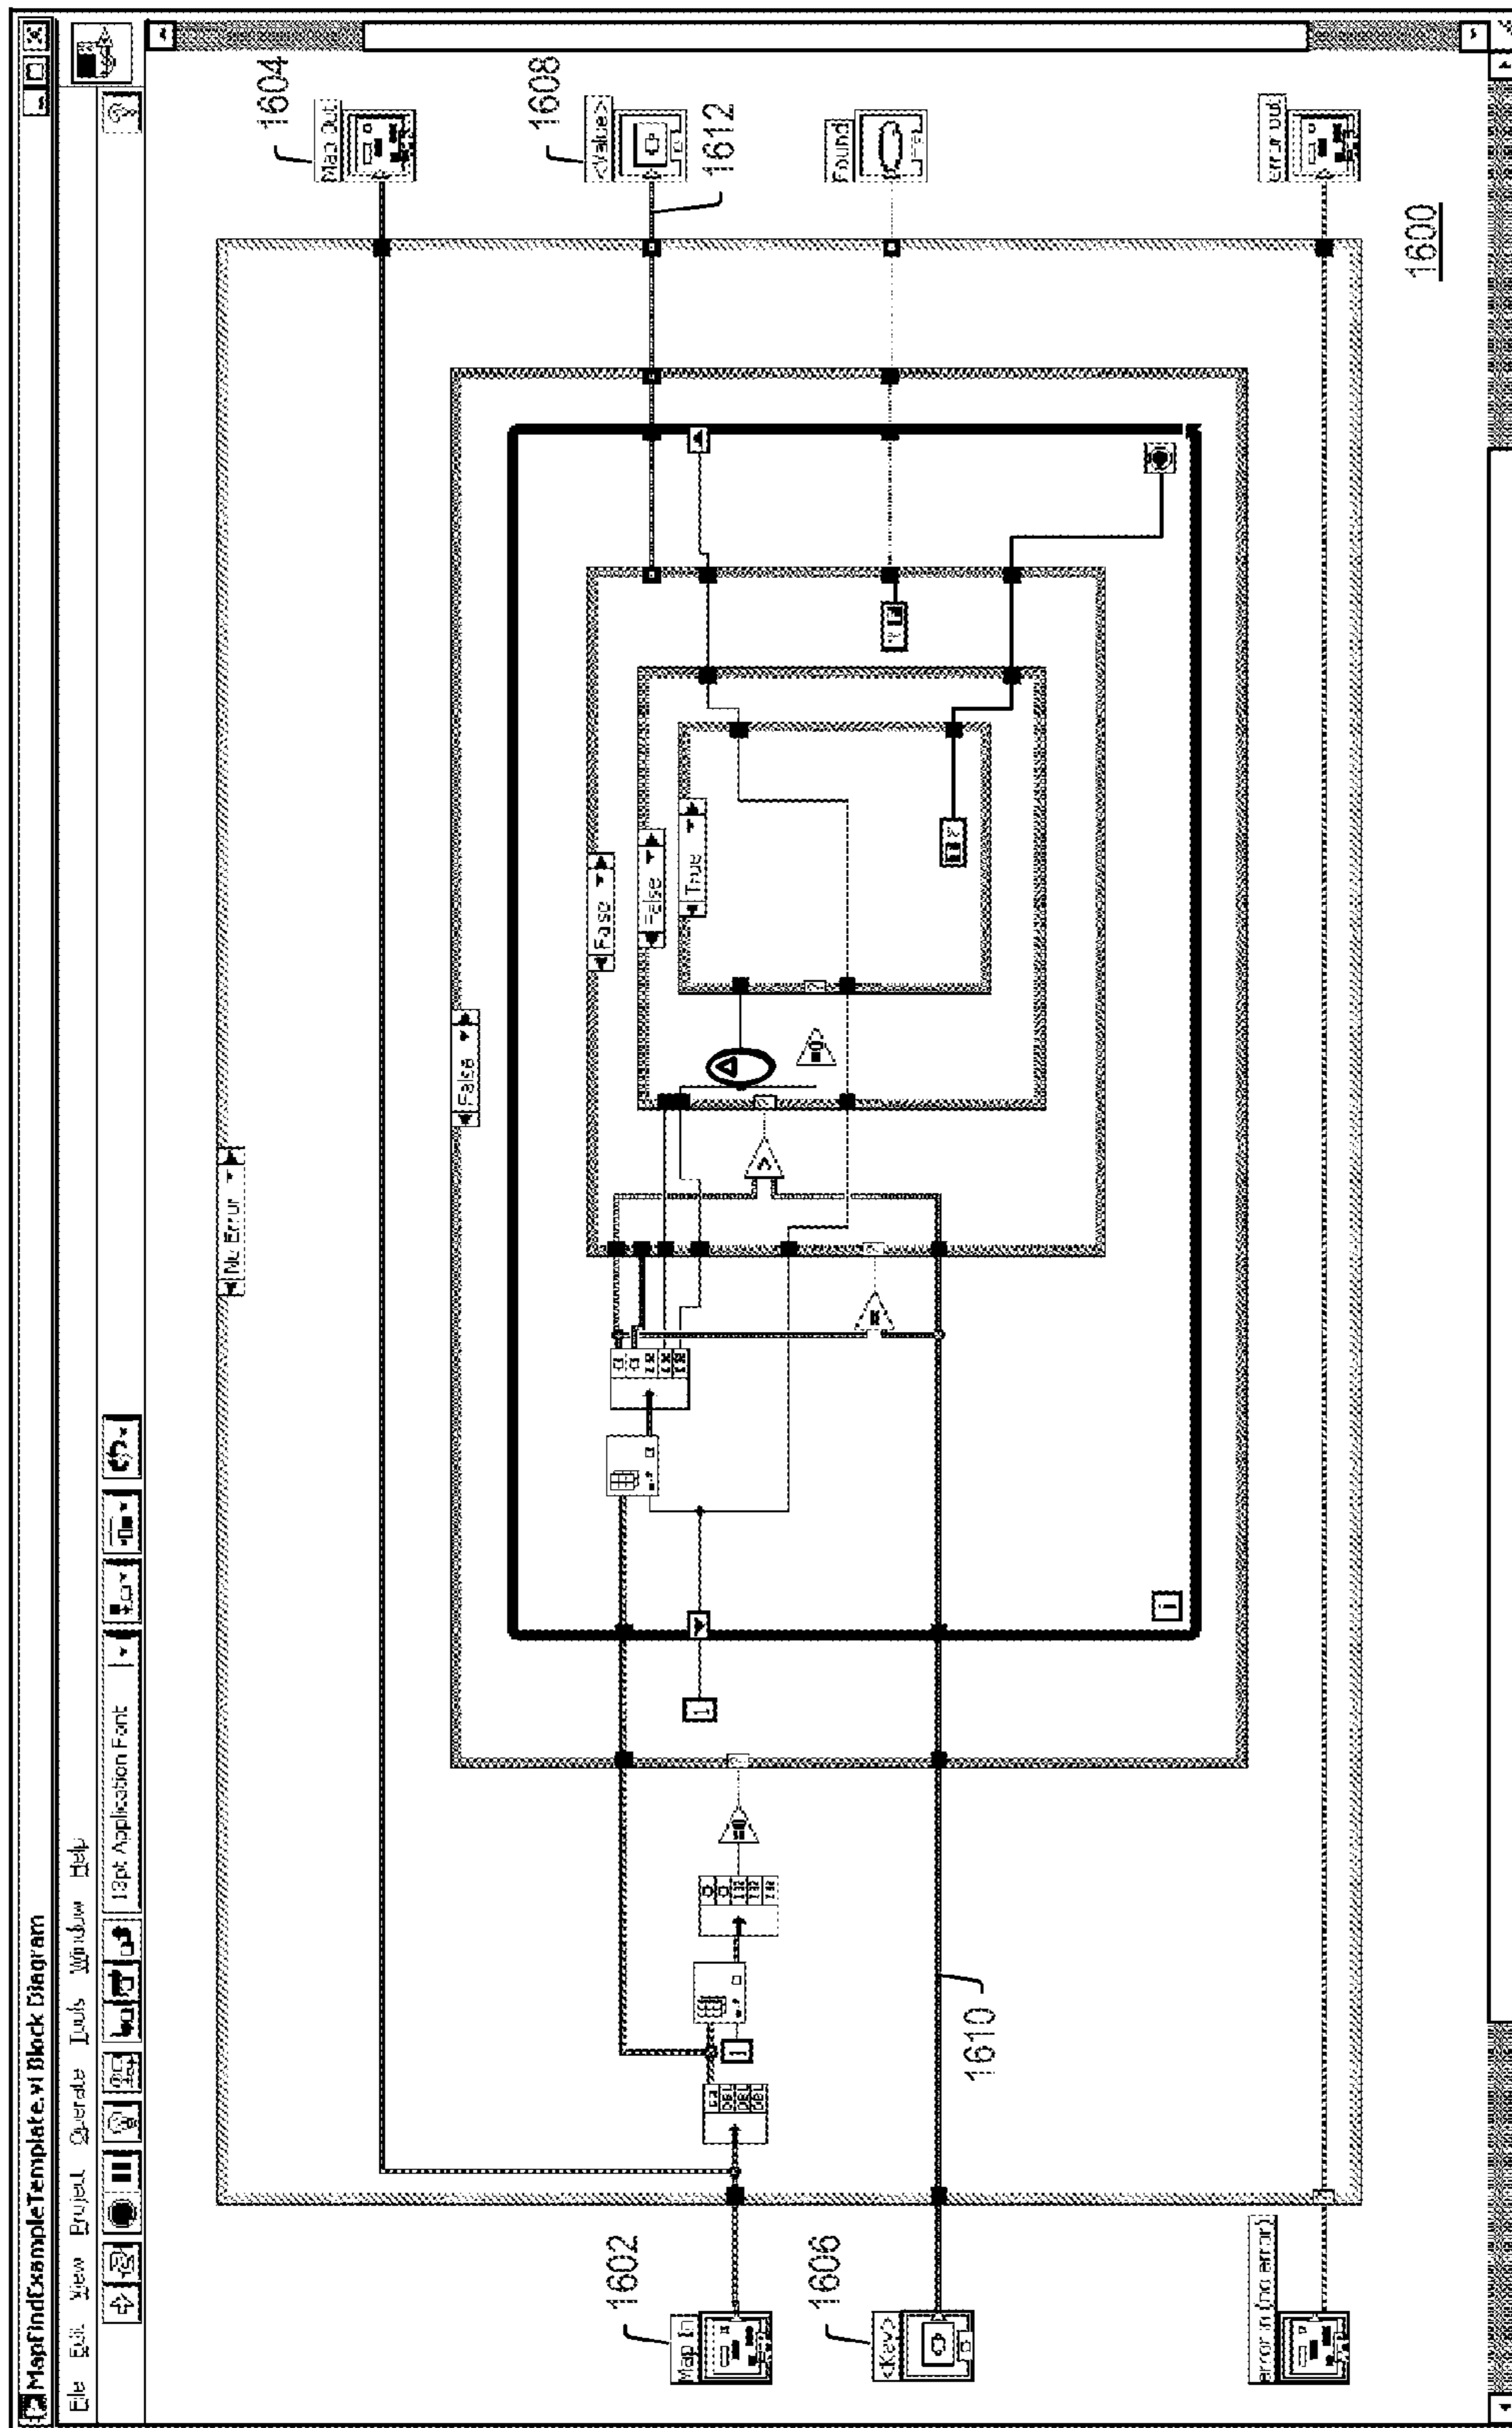 MapFindExampleTemplate.vi Block Diagram
File Edit View Project Operate Tools Window Help
13pt Application Font
No Error
1604
Map Out
1602
Map In
False
1608
<Value>
1612
False
False
True
1
1
i
1606
<Key>
1610
Found
error in (no error)
error out
1600